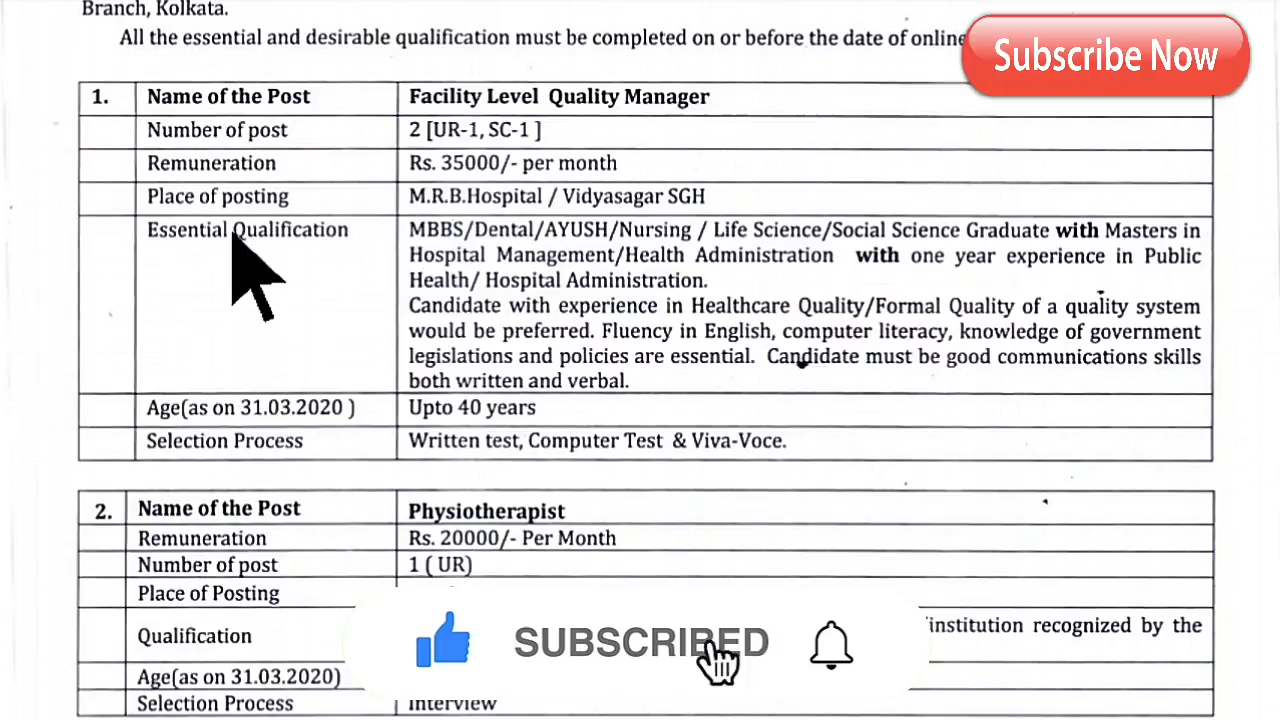 Branch, Kolkata.
All the essential and desirable qualification must be completed on or before the date of online
Subscribe Now
1. Name of the Post Facility Level Quality Manager
Number of post 2 [UR-1, SC-1 ]
Remuneration Rs. 35000/- per month
Place of posting M.R.B.Hospital / Vidyasagar SGH
Essential Qualification MBBS/Dental/AYUSH/Nursing / Life Science/Social Science Graduate with Masters in
Hospital Management/Health Administration with one year experience in Public
Health/ Hospital Administration.
Candidate with experience in Healthcare Quality/Formal Quality of a quality system
would be preferred. Fluency in English, computer literacy, knowledge of government
legislations and policies are essential. Candidate must be good communications skills
both written and verbal.
Age(as on 31.03.2020 ) Upto 40 years
Selection Process Written test, Computer Test & Viva-Voce.
2. Name of the Post Physiotherapist
Remuneration Rs. 20000/- Per Month
Number of post 1 ( UR)
Place of Posting
Qualification institution recognized by the
SUBSCRIBED
Age(as on 31.03.2020)
Selection Process Interview